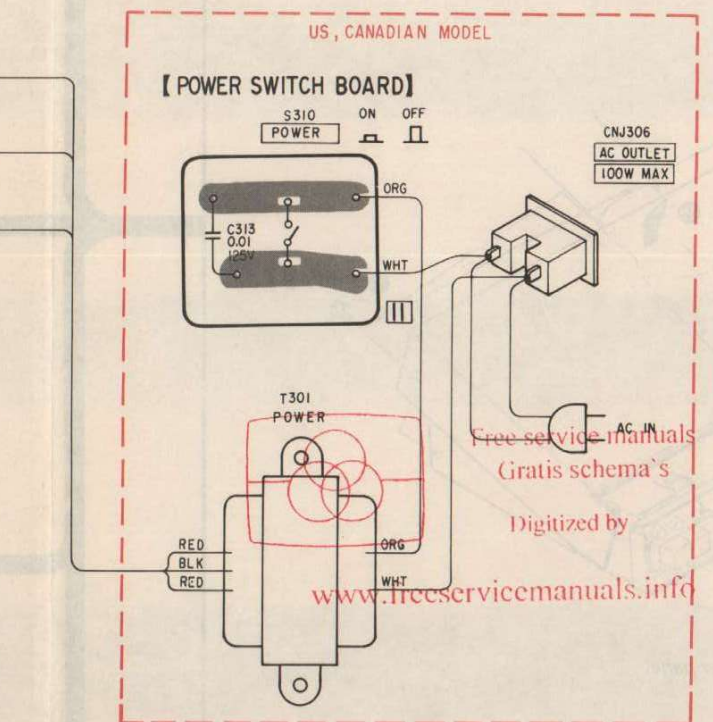 US, CANADIAN MODEL
【POWER SWITCH BOARD】
S310
POWER
ON
OFF
CNJ306
AC OUTLET
100W MAX
ORG
C313
0.01
125V
WHT
T301
POWER
AC IN
Free service manuals
Gratis schema`s
Digitized by
RED
BLK
RED
ORG
WHT
www.freeservicemanuals.info